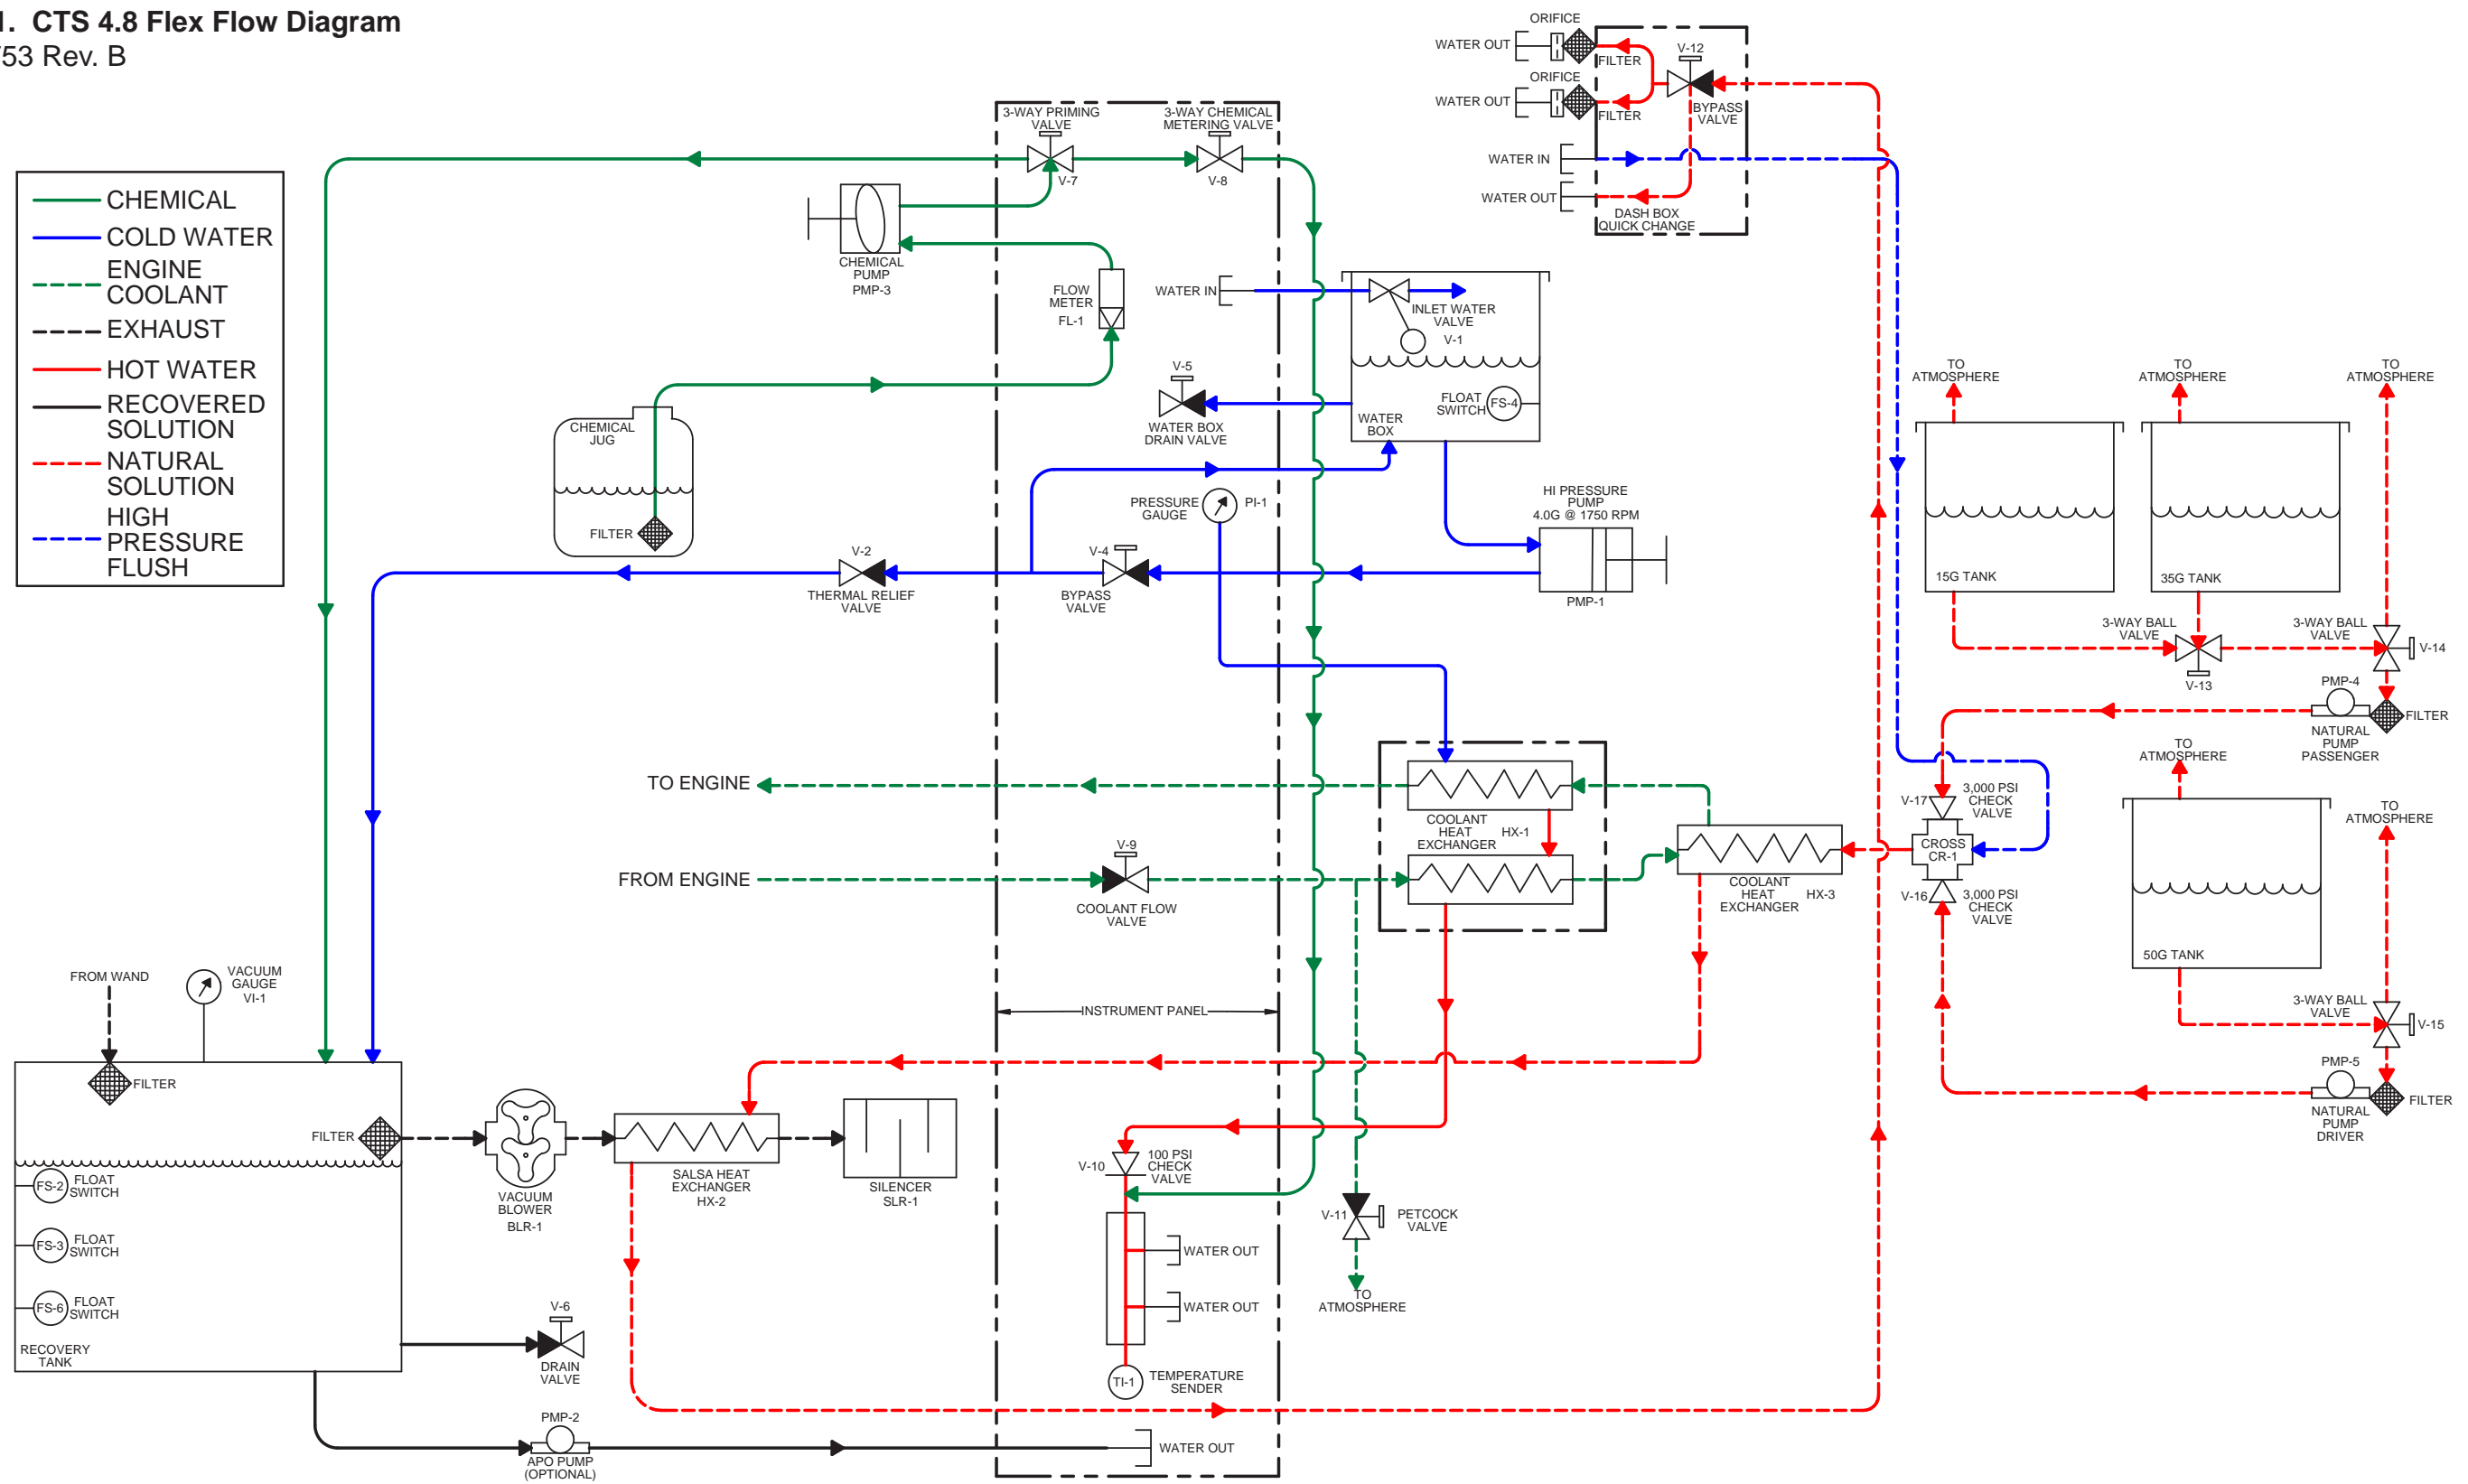 1. CTS 4.8 Flex Flow Diagram
753 Rev. B
CHEMICAL
COLD WATER
ENGINE
COOLANT
EXHAUST
HOT WATER
RECOVERED
SOLUTION
NATURAL
SOLUTION
HIGH
PRESSURE
FLUSH
ORIFICE
WATER OUT
FILTER
ORIFICE
WATER OUT
FILTER
V-12
BYPASS
VALVE
WATER IN
WATER OUT
DASH BOX
QUICK CHANGE
3-WAY PRIMING
VALVE
V-7
3-WAY CHEMICAL
METERING VALVE
V-8
CHEMICAL
PUMP
PMP-3
FLOW
METER
FL-1
WATER IN
INLET WATER
VALVE
V-1
FLOAT
SWITCH
FS-4
WATER
BOX
V-5
WATER BOX
DRAIN VALVE
CHEMICAL
JUG
FILTER
PRESSURE
GAUGE
PI-1
HI PRESSURE
PUMP
4.0G @ 1750 RPM
PMP-1
V-2
THERMAL RELIEF
VALVE
V-4
BYPASS
VALVE
TO
ATMOSPHERE
TO
ATMOSPHERE
TO
ATMOSPHERE
15G TANK
35G TANK
3-WAY BALL
VALVE
V-13
3-WAY BALL
VALVE
V-14
PMP-4
FILTER
NATURAL
PUMP
PASSENGER
TO ENGINE
FROM ENGINE
V-9
COOLANT FLOW
VALVE
COOLANT
HEAT
EXCHANGER
HX-1
COOLANT
HEAT
EXCHANGER
HX-3
V-17
3,000 PSI
CHECK
VALVE
CROSS
CR-1
V-16
3,000 PSI
CHECK
VALVE
TO
ATMOSPHERE
TO
ATMOSPHERE
50G TANK
3-WAY BALL
VALVE
V-15
PMP-5
FILTER
NATURAL
PUMP
DRIVER
FROM WAND
VACUUM
GAUGE
VI-1
FILTER
FILTER
FS-2
FLOAT
SWITCH
FS-3
FLOAT
SWITCH
FS-6
FLOAT
SWITCH
RECOVERY
TANK
VACUUM
BLOWER
BLR-1
SALSA HEAT
EXCHANGER
HX-2
SILENCER
SLR-1
V-6
DRAIN
VALVE
PMP-2
APO PUMP
(OPTIONAL)
INSTRUMENT PANEL
V-10
100 PSI
CHECK
VALVE
WATER OUT
WATER OUT
TI-1
TEMPERATURE
SENDER
WATER OUT
V-11
PETCOCK
VALVE
TO
ATMOSPHERE